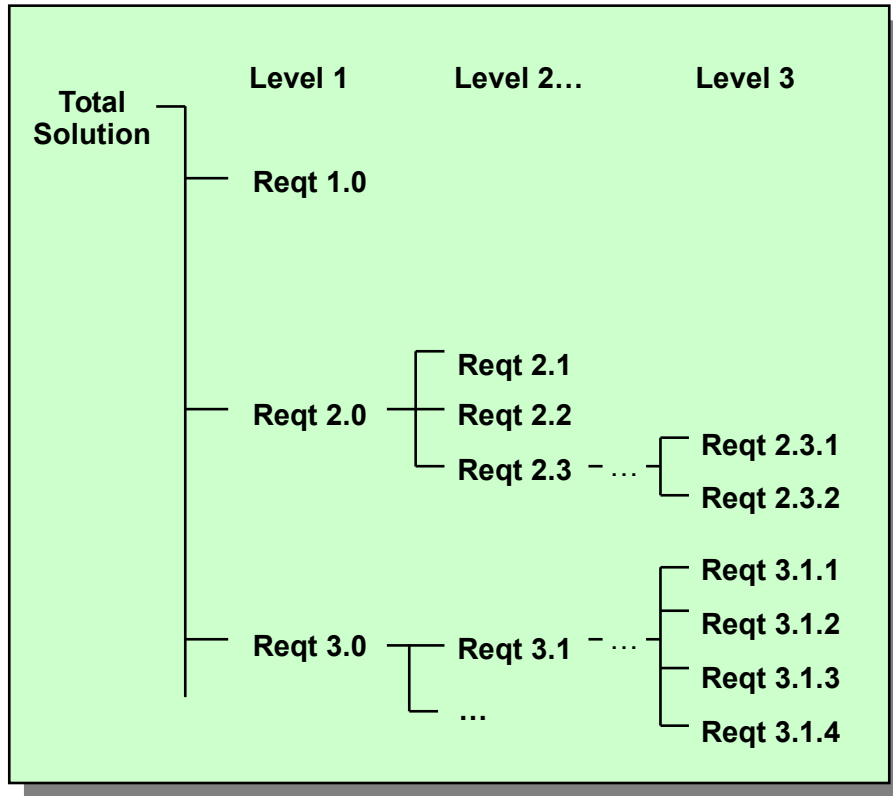 Level 1 Level 2… Level 3
Total
Solution
Reqt 1.0
Reqt 2.1
Reqt 2.0 Reqt 2.2
Reqt 2.3 … Reqt 2.3.1
Reqt 2.3.2
Reqt 3.1.1
Reqt 3.1.2
Reqt 3.0 Reqt 3.1 …
Reqt 3.1.3
…
Reqt 3.1.4